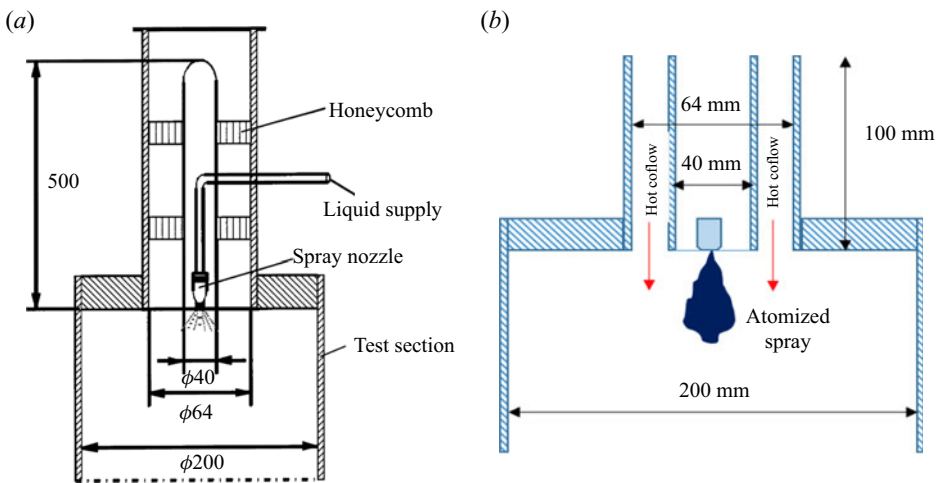 (a)
Honeycomb
500
Liquid supply
Spray nozzle
Test section
ϕ40
ϕ64
ϕ200
(b)
64 mm
100 mm
40 mm
Hot coflow
Hot coflow
Atomized
spray
200 mm